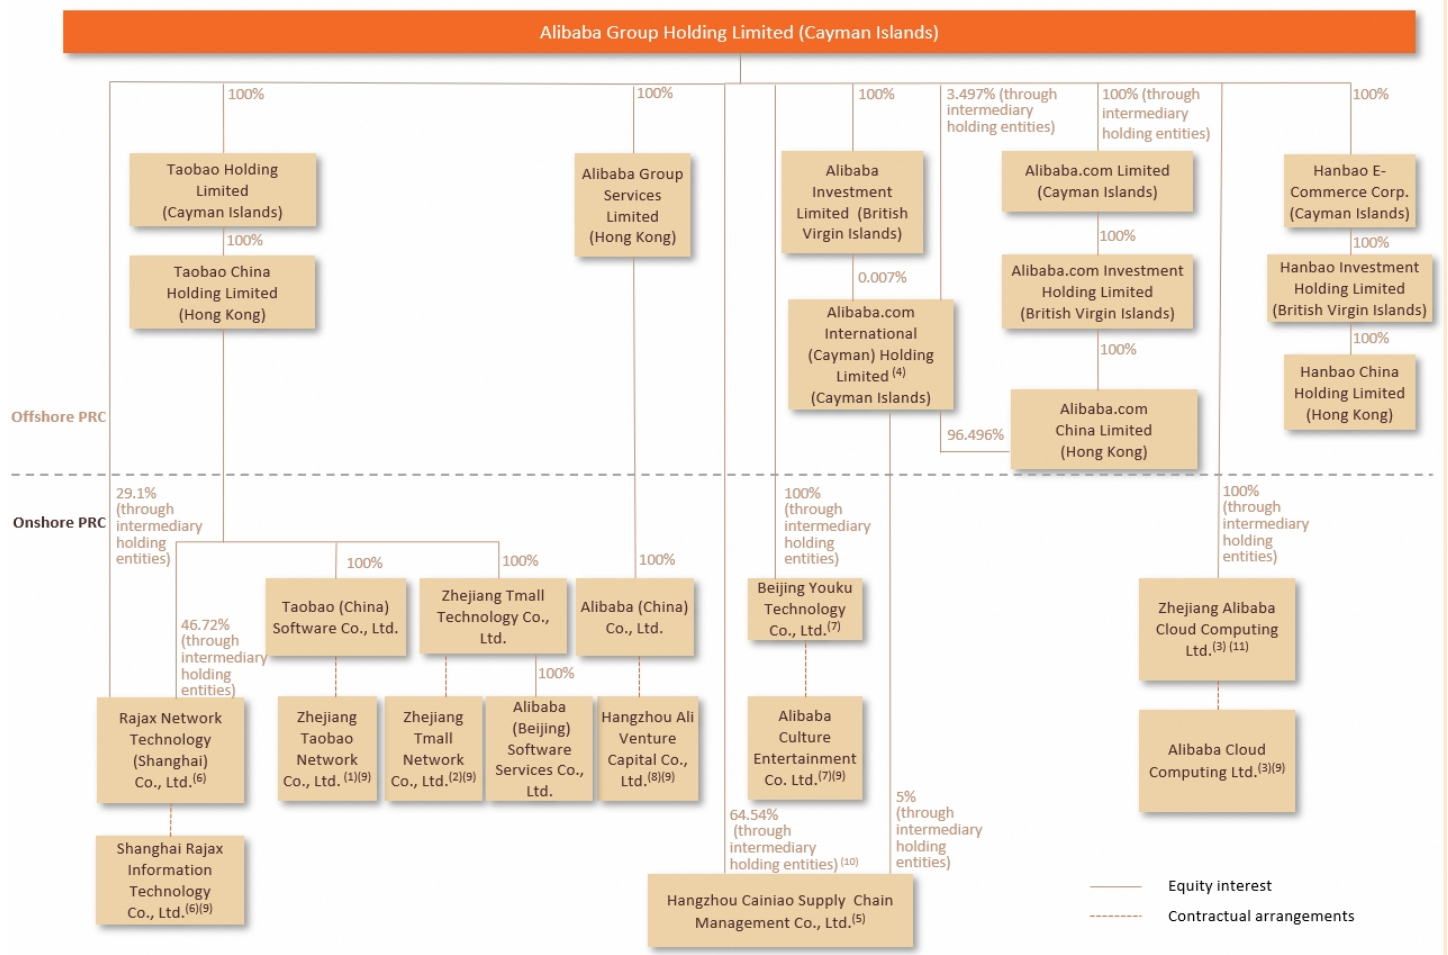 Alibaba Group Holding Limited (Cayman Islands)
100%
100%
100%
3.497% (through
intermediary
holding entities)
100% (through
intermediary
holding entities)
100%
Taobao Holding
Limited
(Cayman Islands)
Alibaba Group
Services
Limited
(Hong Kong)
Alibaba
Investment
Limited (British
Virgin Islands)
Alibaba.com Limited
(Cayman Islands)
Hanbao E-
Commerce Corp.
(Cayman Islands)
100%
100%
100%
Taobao China
Holding Limited
(Hong Kong)
0.007%
Alibaba.com Investment
Holding Limited
(British Virgin Islands)
Hanbao Investment
Holding Limited
(British Virgin Islands)
Alibaba.com
International
(Cayman) Holding
Limited (4)
(Cayman Islands)
100%
100%
Hanbao China
Holding Limited
(Hong Kong)
Offshore PRC
96.496%
Alibaba.com
China Limited
(Hong Kong)
Onshore PRC
29.1%
(through
intermediary
holding
entities)
100%
(through
intermediary
holding
entities)
100%
(through
intermediary
holding
entities)
100%
100%
100%
Taobao (China)
Software Co., Ltd.
Zhejiang Tmall
Technology Co.,
Ltd.
Alibaba (China)
Co., Ltd.
Beijing Youku
Technology
Co., Ltd.(7)
Zhejiang Alibaba
Cloud Computing
Ltd.(3) (11)
46.72%
(through
intermediary
holding
entities)
100%
Rajax Network
Technology
(Shanghai)
Co., Ltd.(6)
Zhejiang
Taobao
Network
Co., Ltd. (1)(9)
Zhejiang
Tmall
Network
Co., Ltd.(2)(9)
Alibaba
(Beijing)
Software
Services Co.,
Ltd.
Hangzhou Ali
Venture
Capital Co.,
Ltd.(8)(9)
Alibaba
Culture
Entertainment
Co. Ltd.(7)(9)
Alibaba Cloud
Computing Ltd.(3)(9)
64.54%
(through
intermediary
holding entities) (10)
5%
(through
intermediary
holding
entities)
Shanghai Rajax
Information
Technology
Co., Ltd.(6)(9)
Hangzhou Cainiao Supply Chain
Management Co., Ltd.(5)
Equity interest
Contractual arrangements